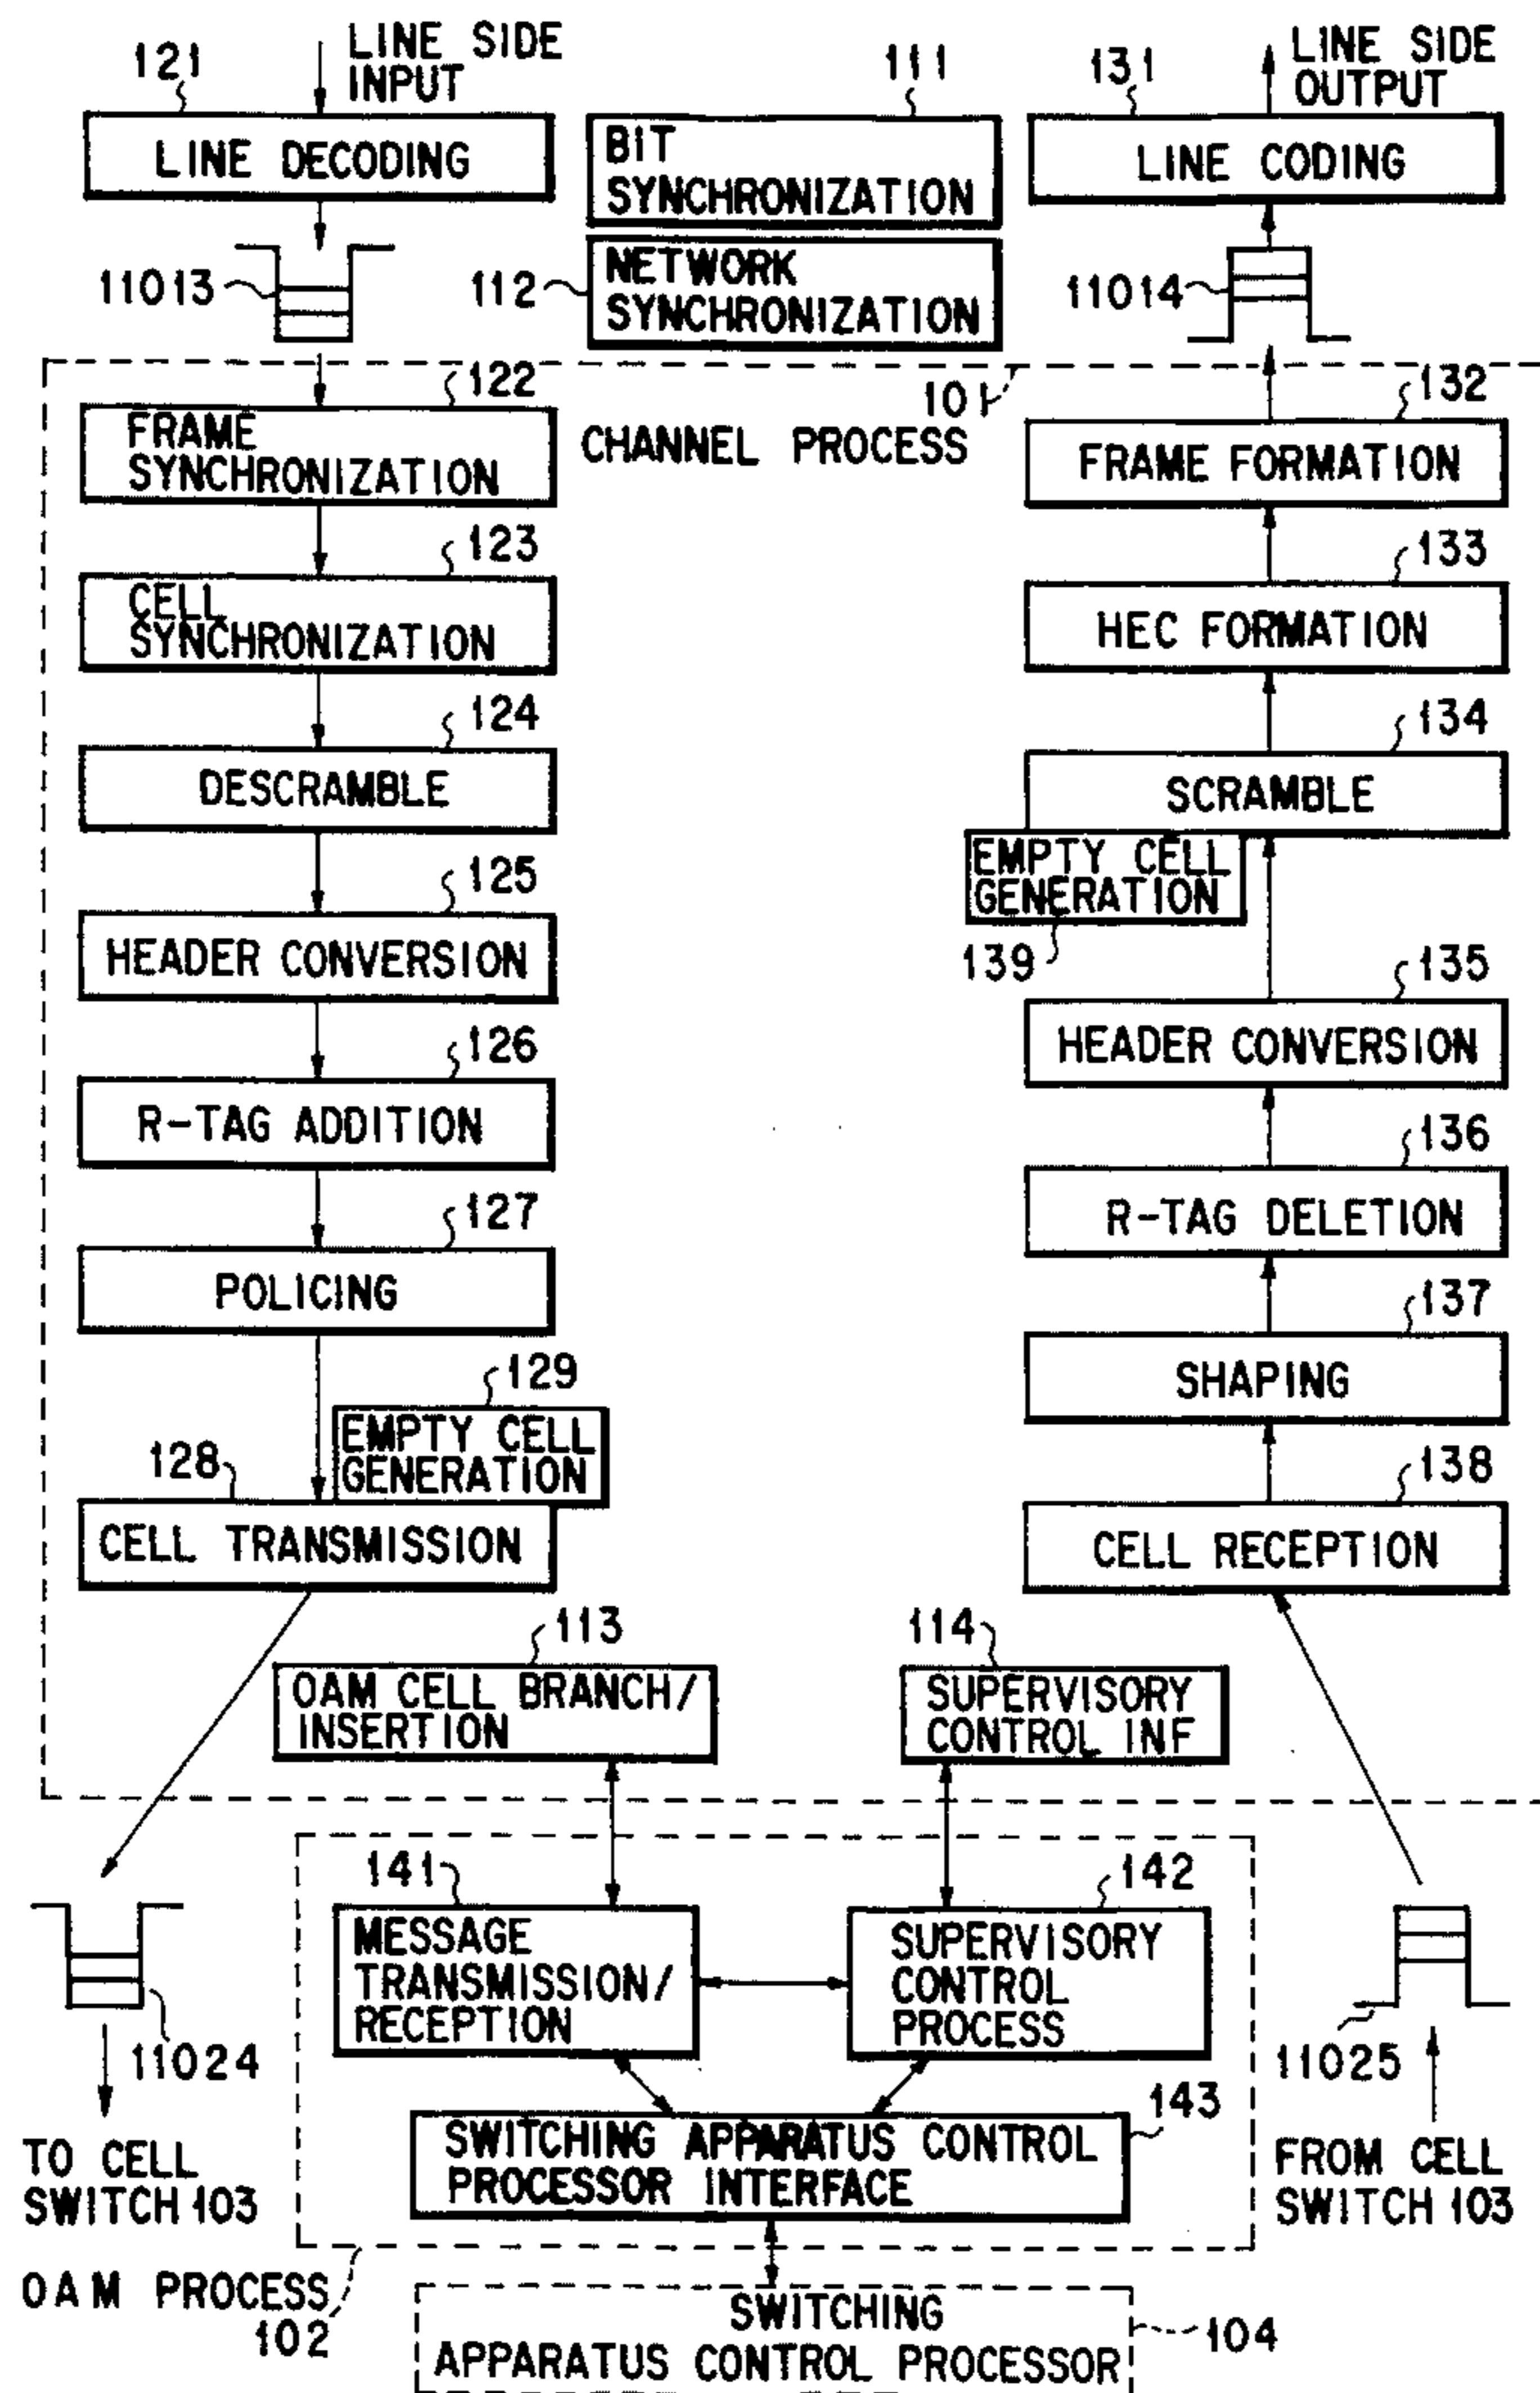 121
LINE SIDE
INPUT
111
131
LINE SIDE
OUTPUT
LINE DECODING
BIT
SYNCHRONIZATION
LINE CODING
11013
112
NETWORK
SYNCHRONIZATION
11014
122
101
132
FRAME
SYNCHRONIZATION
CHANNEL PROCESS
FRAME FORMATION
123
133
CELL
SYNCHRONIZATION
HEC FORMATION
124
134
DESCRAMBLE
SCRAMBLE
125
EMPTY CELL
GENERATION
HEADER CONVERSION
139
135
126
HEADER CONVERSION
R-TAG ADDITION
136
127
R-TAG DELETION
POLICING
137
129
SHAPING
EMPTY CELL
GENERATION
128
138
CELL TRANSMISSION
CELL RECEPTION
113
114
OAM CELL BRANCH/
INSERTION
SUPERVISORY
CONTROL INF
141
142
MESSAGE
TRANSMISSION/
RECEPTION
SUPERVISORY
CONTROL
PROCESS
11024
11025
143
TO CELL
SWITCH 103
SWITCHING APPARATUS CONTROL
PROCESSOR INTERFACE
FROM CELL
SWITCH 103
OAM PROCESS
102
SWITCHING
APPARATUS CONTROL PROCESSOR
104